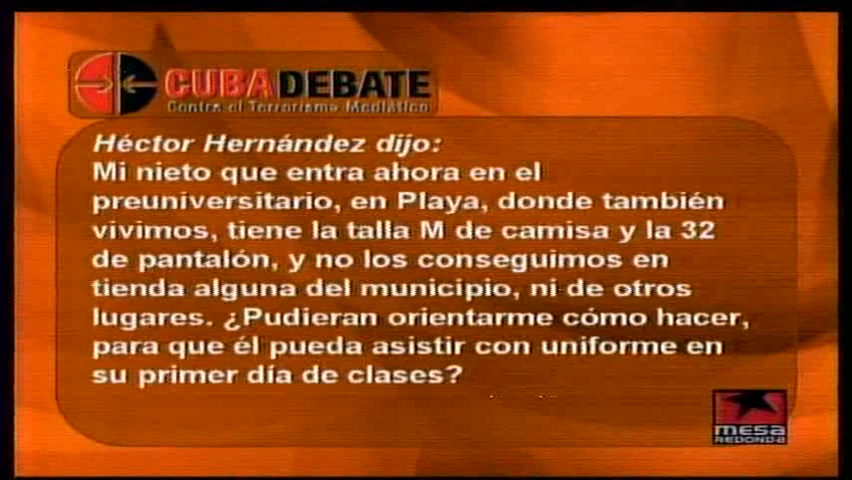 CUBADEBATE
Contra el Terrorismo Mediático
Héctor Hernández dijo:
Mi nieto que entra ahora en el
preuniversitario, en Playa, donde también
vivimos, tiene la talla M de camisa y la 32
de pantalón, y no los conseguimos en
tienda alguna del municipio, ni de otros
lugares. ¿Pudieran orientarme cómo hacer,
para que él pueda asistir con uniforme en
su primer día de clases?
mesa
REDONDA